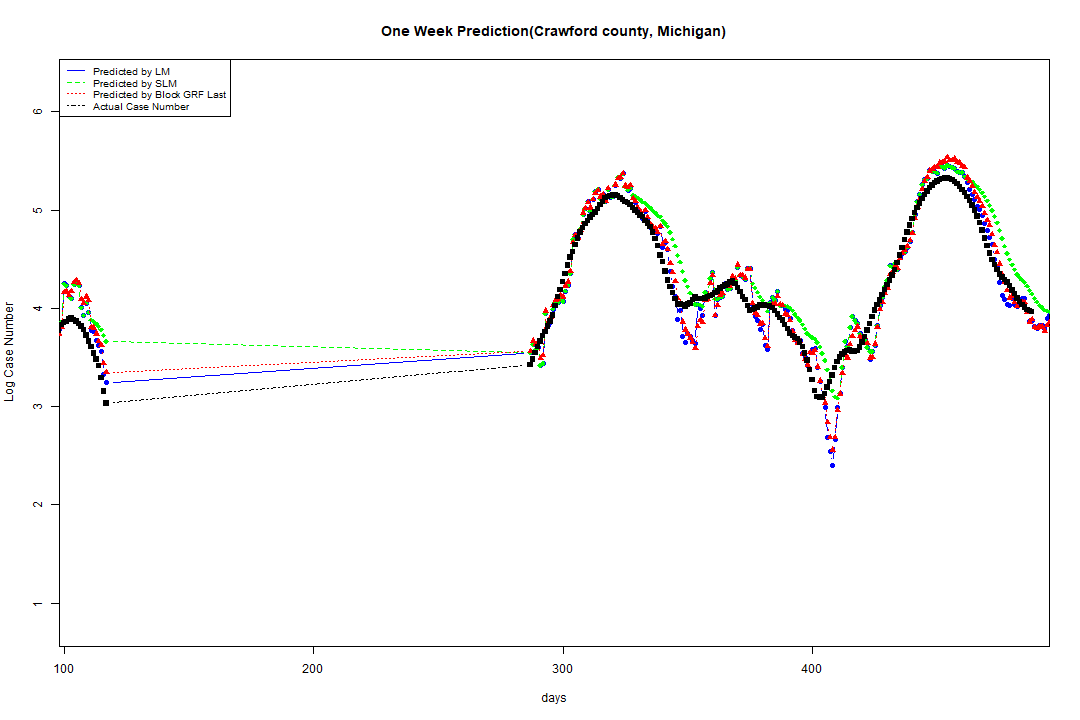 One Week Prediction(Crawford county, Michigan)
Predicted by LM
Predicted by SLM
Predicted by Block GRF Last
Actual Case Number
6
5
4
3
2
1
Log Case Number
100 200 300 400
days